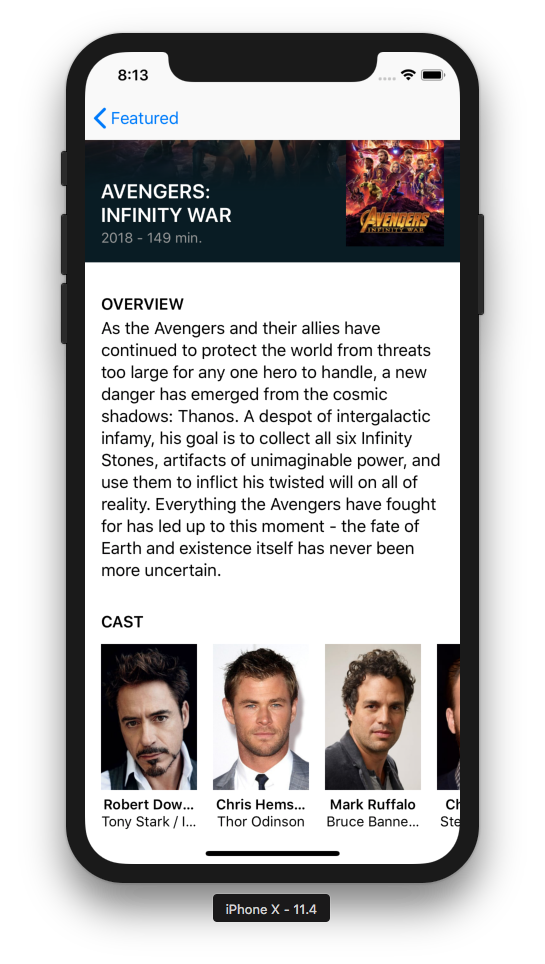 8:13
Featured
AVENGERS:
INFINITY WAR
2018 - 149 min.
AVENGERS
INFINITY WAR
OVERVIEW
As the Avengers and their allies have
continued to protect the world from threats
too large for any one hero to handle, a new
danger has emerged from the cosmic
shadows: Thanos. A despot of intergalactic
infamy, his goal is to collect all six Infinity
Stones, artifacts of unimaginable power, and
use them to inflict his twisted will on all of
reality. Everything the Avengers have fought
for has led up to this moment - the fate of
Earth and existence itself has never been
more uncertain.
CAST
Robert Dow... Chris Hems... Mark Ruffalo Ch
Tony Stark / I... Thor Odinson Bruce Banne... Ste
iPhone X - 11.4